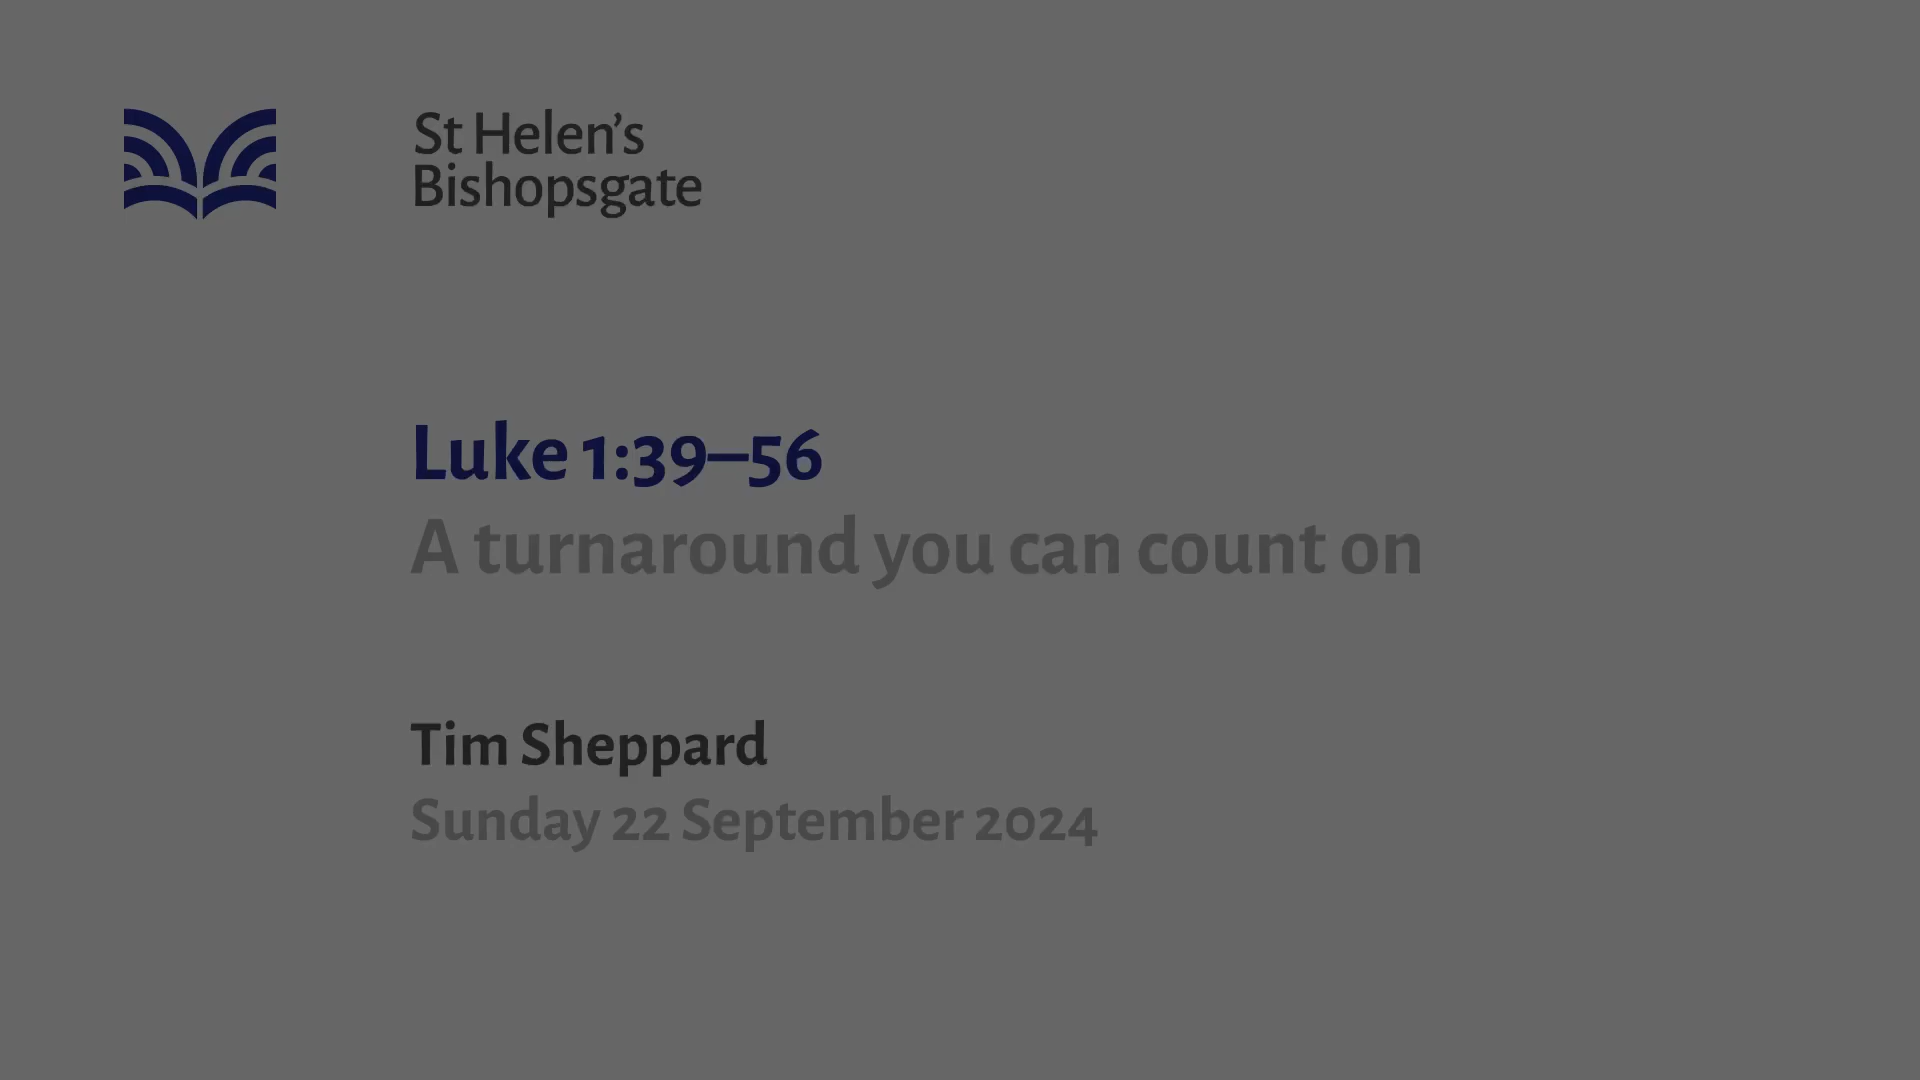 St Helen’s
Bishopsgate
Luke 1:39–56
A turnaround you can count on
Tim Sheppard
Sunday 22 September 2024